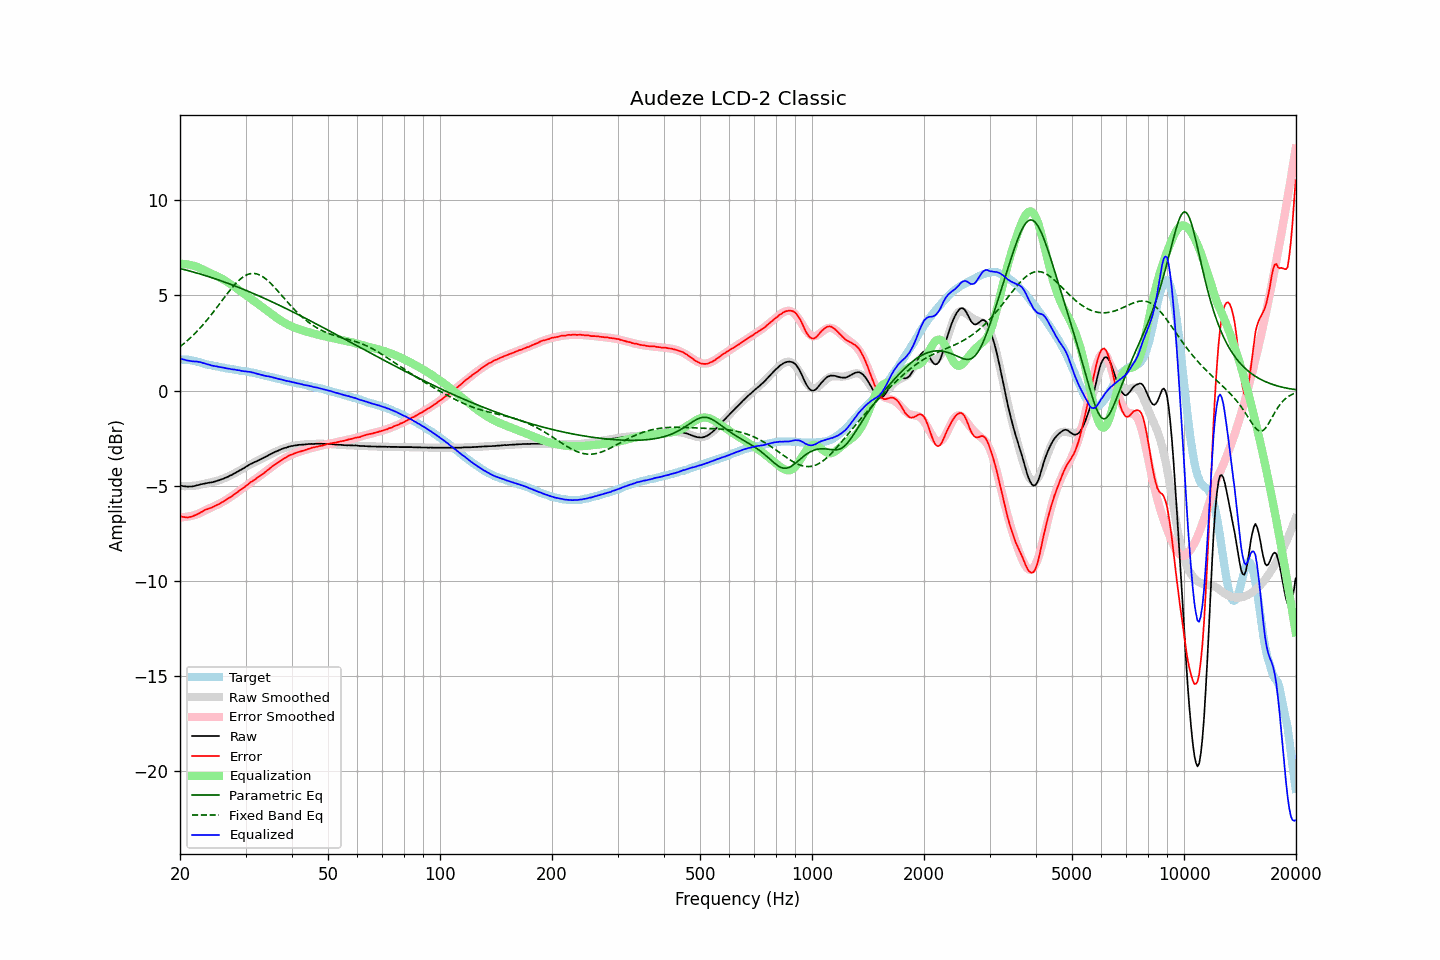 Audeze LCD-2 Classic
Amplitude (dBr)
10
5
0
−5
−10
−15
−20
Target
Raw Smoothed
Error Smoothed
Raw
Error
Equalization
Parametric Eq
Fixed Band Eq
Equalized
20 50 100 200 500 1000 2000 5000 10000 20000
Frequency (Hz)